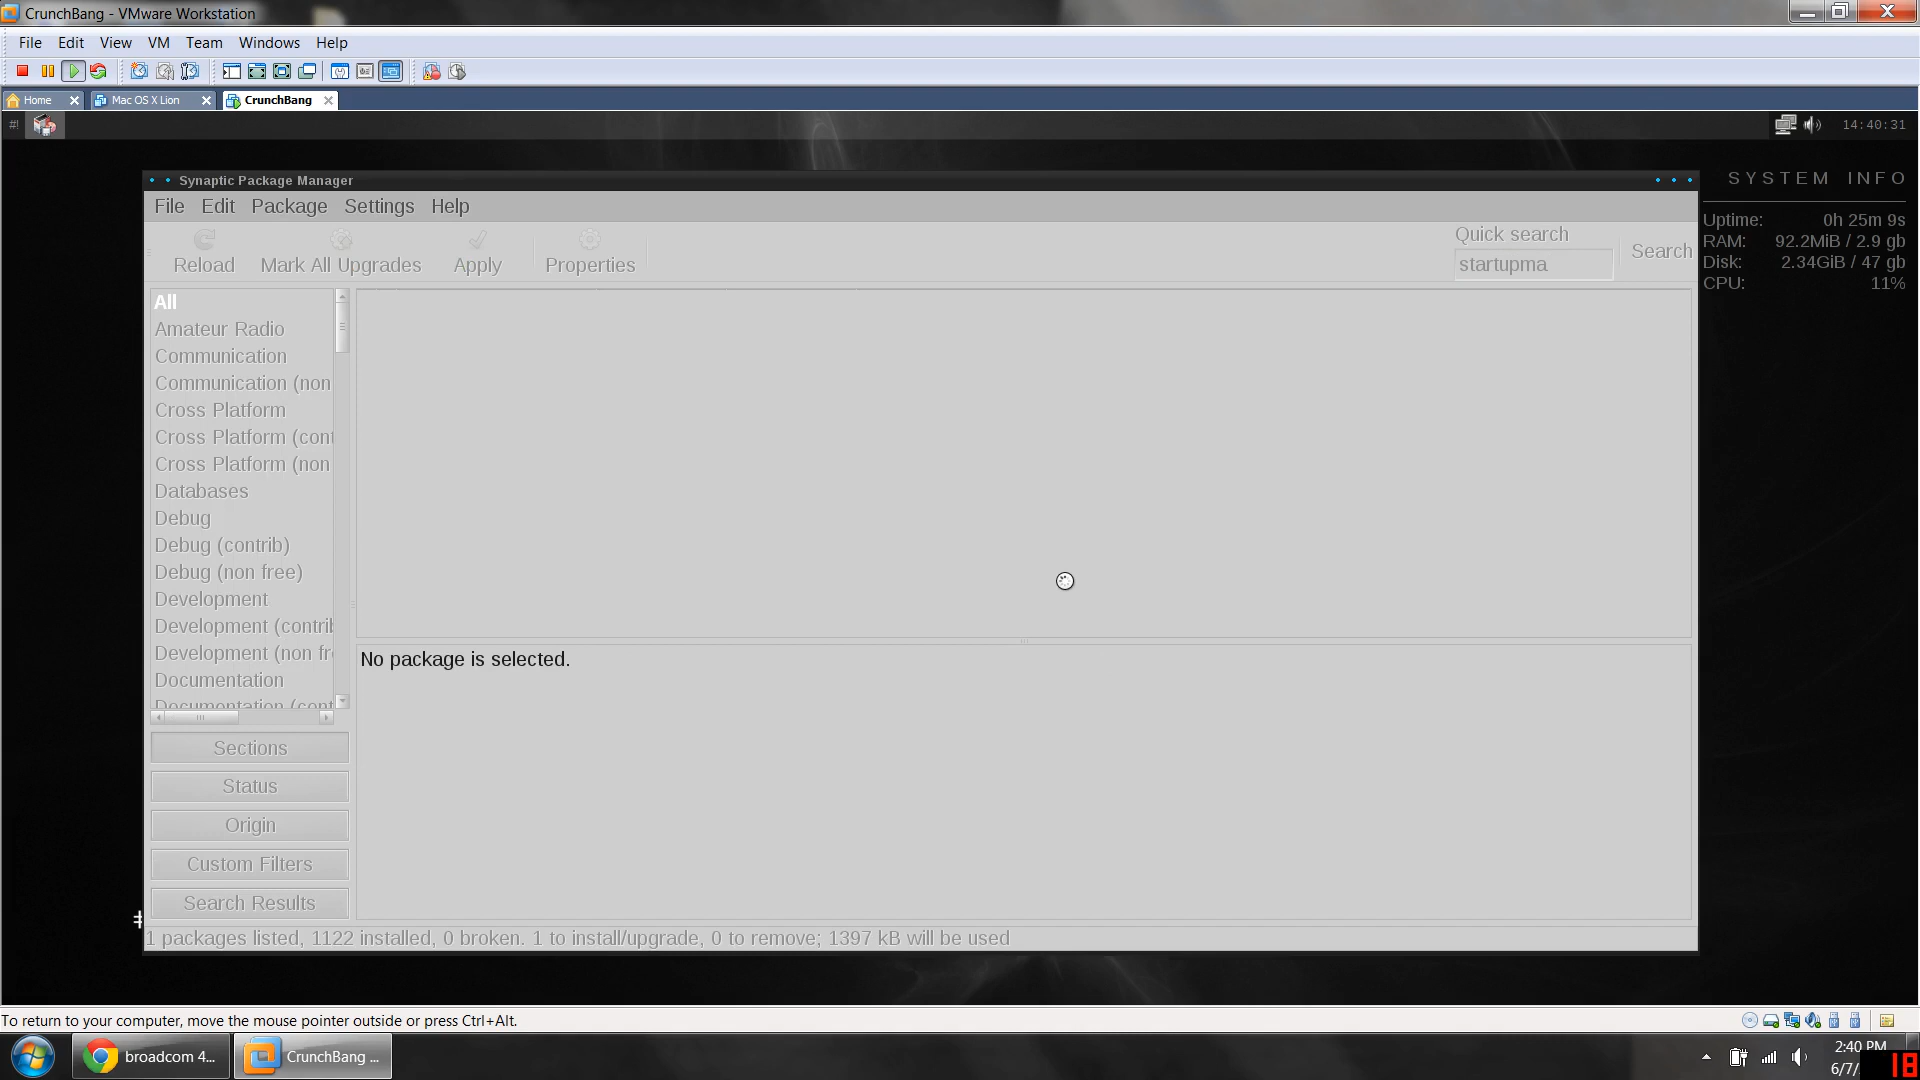 CrunchBang - VMware Workstation
File Edit View VM Team Windows Help
Home Mac OS X Lion CrunchBang
#! 14:40:31
Synaptic Package Manager
SYSTEM INFO
File Edit Package Settings Help
Uptime: 0h 25m 9s
RAM: 92.2MiB / 2.9 gb
Disk: 2.34GiB / 47 gb
CPU: 11%
Quick search
Reload Mark All Upgrades Apply Properties startupma Search
All
Amateur Radio
Communication
Communication (non
Cross Platform
Cross Platform (cont
Cross Platform (non
Databases
Debug
Debug (contrib)
Debug (non free)
Development
Development (contrib
Development (non fr
Documentation
Documentation (cont
No package is selected.
Sections
Status
Origin
Custom Filters
Search Results
1 packages listed, 1122 installed, 0 broken. 1 to install/upgrade, 0 to remove; 1397 kB will be used
To return to your computer, move the mouse pointer outside or press Ctrl+Alt.
broadcom 4... CrunchBang ...
2:40 PM
6/7/
18